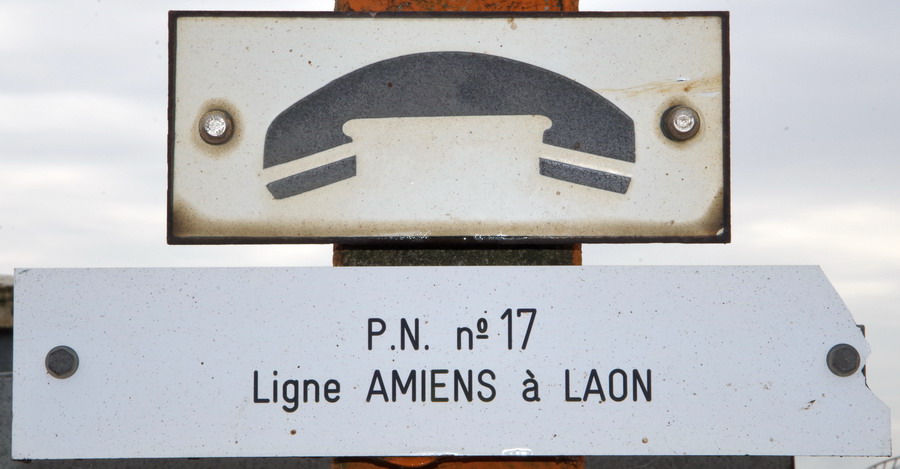 P.N. nº 17
Ligne AMIENS à LAON